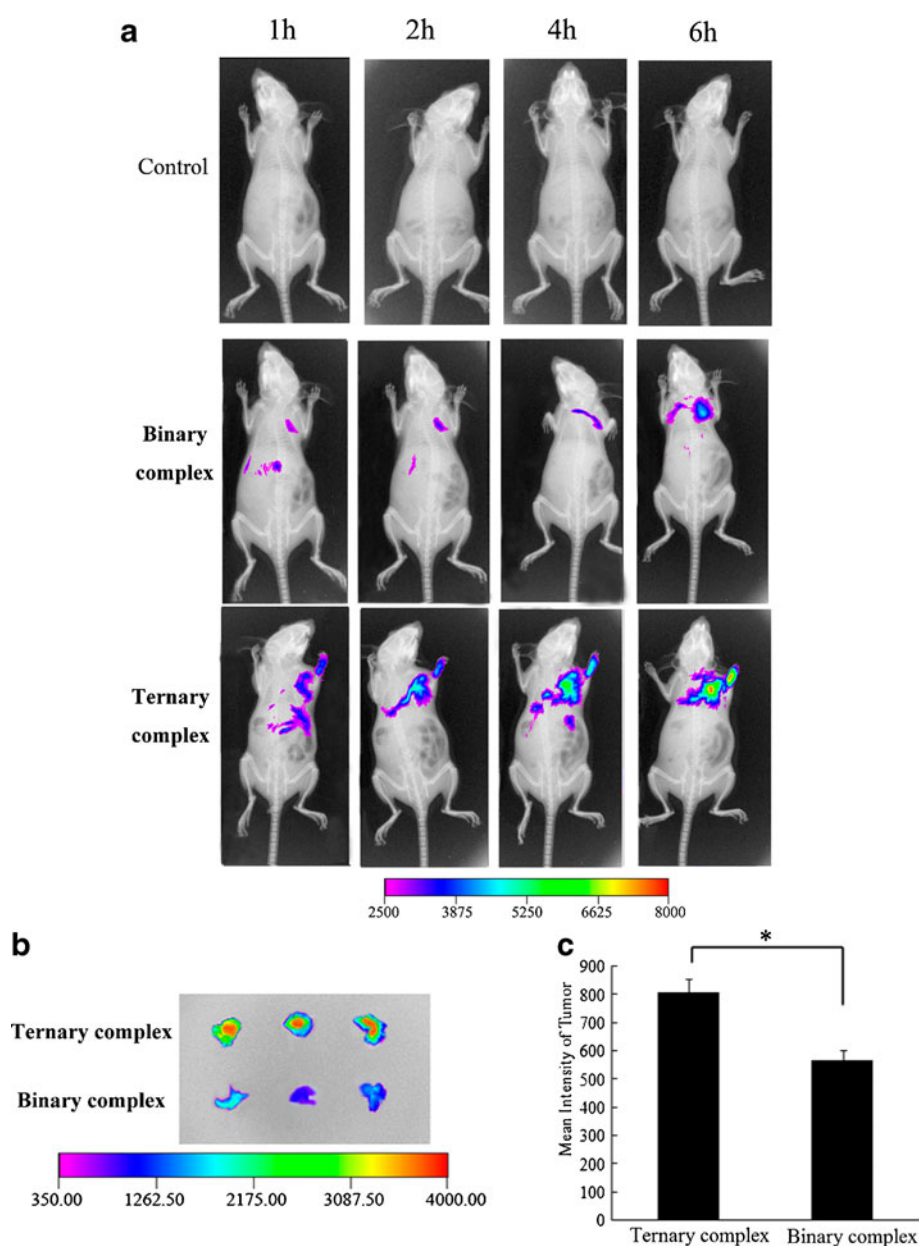 a
1h 2h 4h 6h
Control
Binary
complex
Ternary
complex
2500 3875 5250 6625 8000
b
Ternary complex
Binary complex
350.00 1262.50 2175.00 3087.50 4000.00
c
*
Mean Intensity of Tumor
900
800
700
600
500
400
300
200
100
0
Ternary complex Binary complex